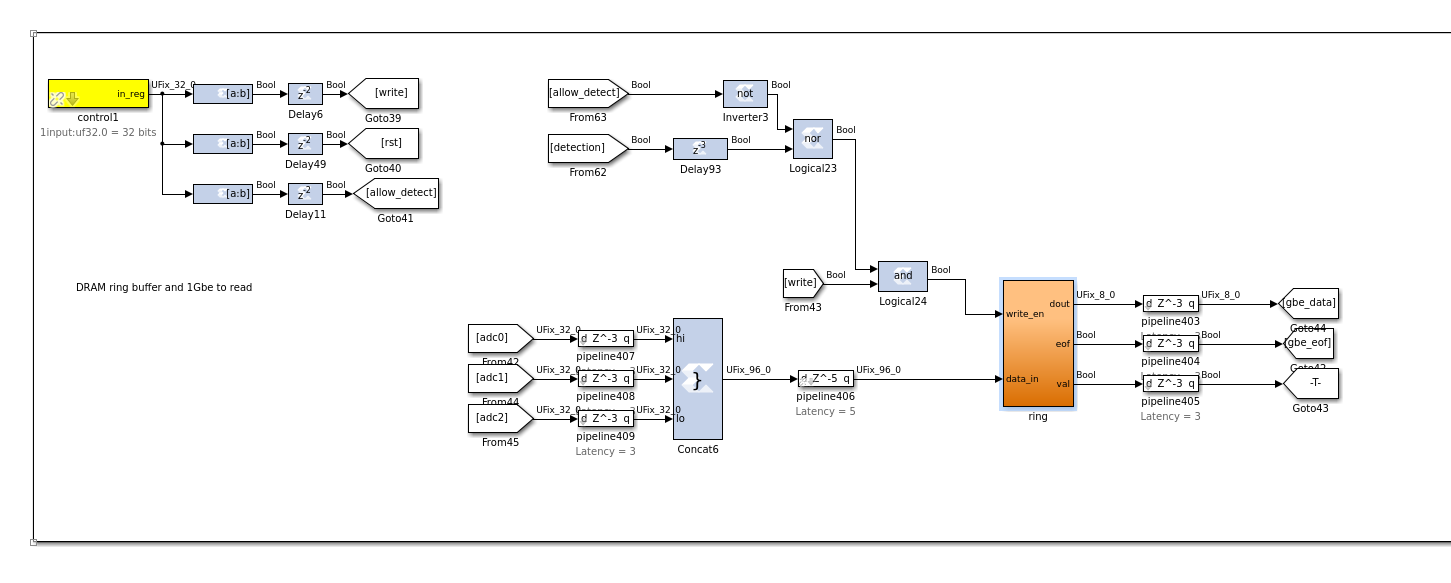 UFix_32_0
in_reg
control1
1input:uf32.0 = 32 bits
[a:b]
Bool
z-2
Delay6
Bool
[write]
Goto39
[a:b]
Bool
z-2
Delay49
Bool
[rst]
Goto40
[a:b]
Bool
z-2
Delay11
Bool
[allow_detect]
Goto41
[allow_detect]
Bool
From63
not
Bool
Inverter3
[detection]
Bool
From62
z-3
Bool
Delay93
nor
Bool
Logical23
DRAM ring buffer and 1Gbe to read
[write]
Bool
From43
and
Bool
Logical24
[adc0]
UFix_32_0
From42
d Z^-3 q
UFix_32_0
pipeline407
[adc1]
UFix_32_0
From44
d Z^-3 q
UFix_32_0
pipeline408
[adc2]
UFix_32_0
From45
d Z^-3 q
UFix_32_0
pipeline409
Latency = 3
hi
}
lo
Concat6
UFix_96_0
d Z^-5 q
UFix_96_0
pipeline406
Latency = 5
write_en
data_in
dout
eof
val
ring
UFix_8_0
d Z^-3 q
UFix_8_0
pipeline403
[gbe_data]
Goto44
Bool
d Z^-3 q
Bool
pipeline404
[gbe_eof]
Goto42
Bool
d Z^-3 q
Bool
pipeline405
Latency = 3
-T-
Goto43